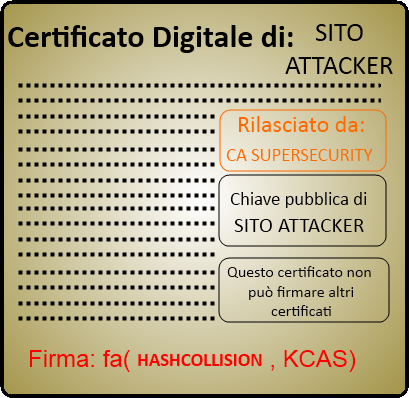 Certificato Digitale di: SITO
ATTACKER
Rilasciato da:
CA SUPERSECURITY
Chiave pubblica di
SITO ATTACKER
Questo certificato non
può firmare altri
certificati
Firma: fa( HASHCOLLISION , KCAS)